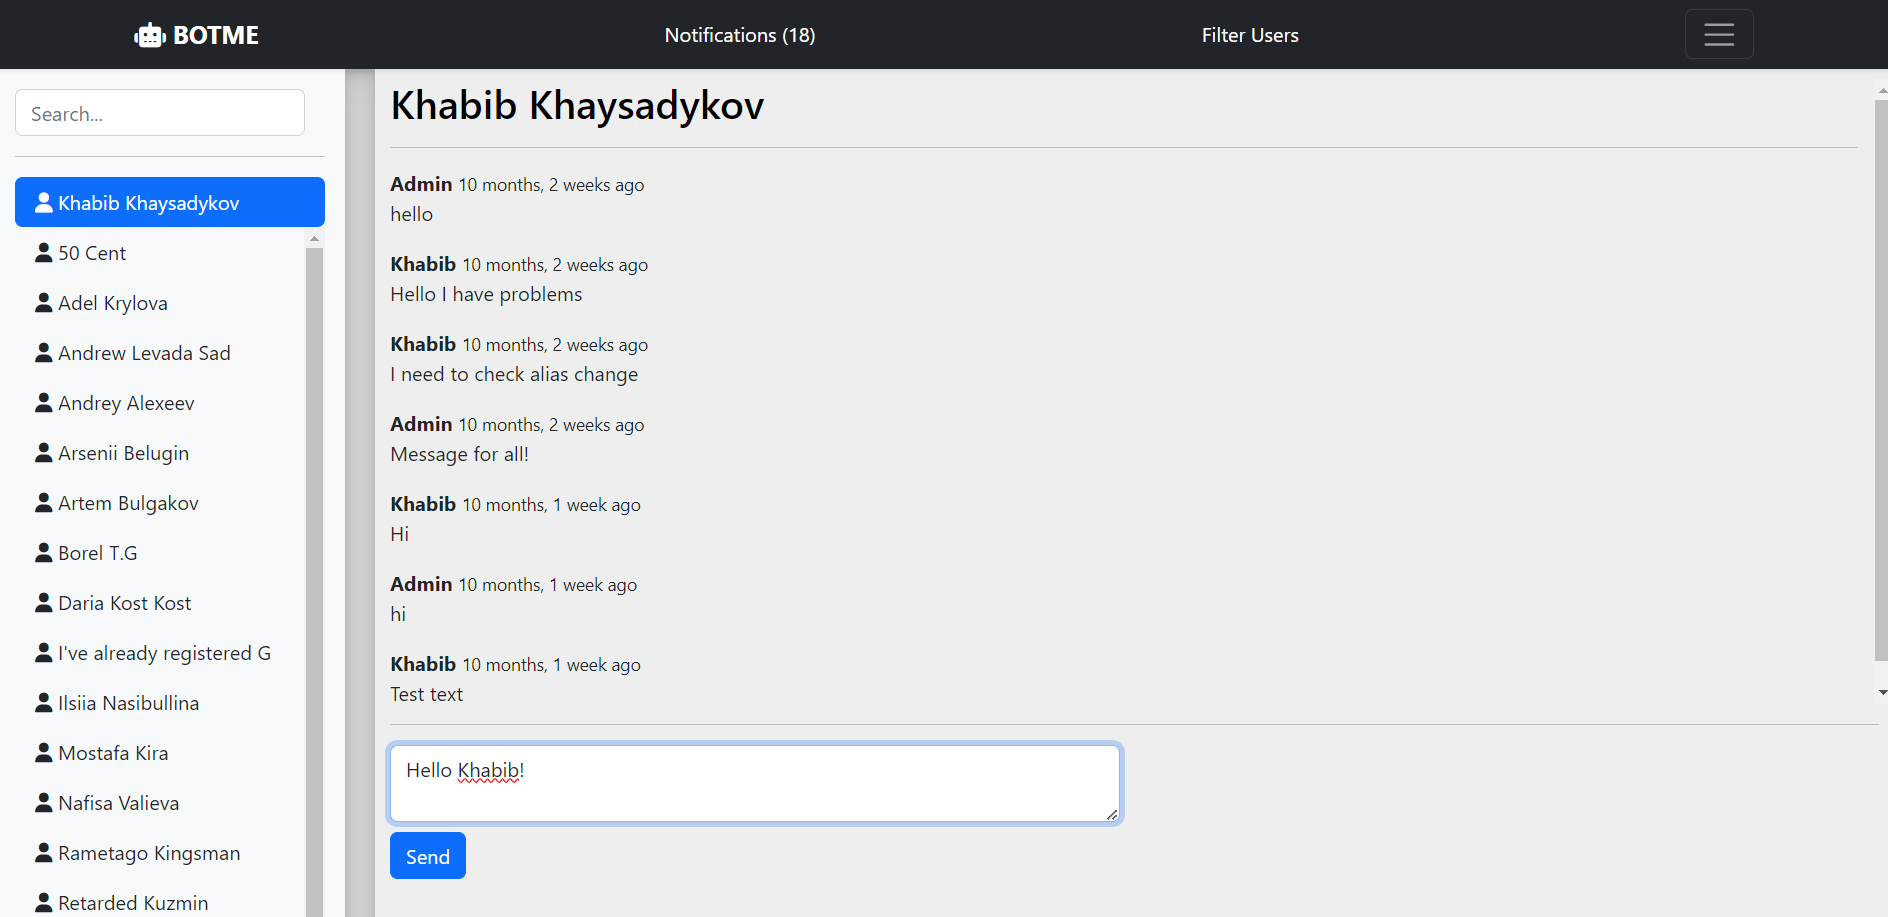 BOTME
Notifications (18)
Filter Users
Search...
Khabib Khaysadykov
50 Cent
Adel Krylova
Andrew Levada Sad
Andrey Alexeev
Arsenii Belugin
Artem Bulgakov
Borel T.G
Daria Kost Kost
I've already registered G
Ilsiia Nasibullina
Mostafa Kira
Nafisa Valieva
Rametago Kingsman
Retarded Kuzmin
Khabib Khaysadykov
Admin 10 months, 2 weeks ago
hello
Khabib 10 months, 2 weeks ago
Hello I have problems
Khabib 10 months, 2 weeks ago
I need to check alias change
Admin 10 months, 2 weeks ago
Message for all!
Khabib 10 months, 1 week ago
Hi
Admin 10 months, 1 week ago
hi
Khabib 10 months, 1 week ago
Test text
Hello Khabib!
Send